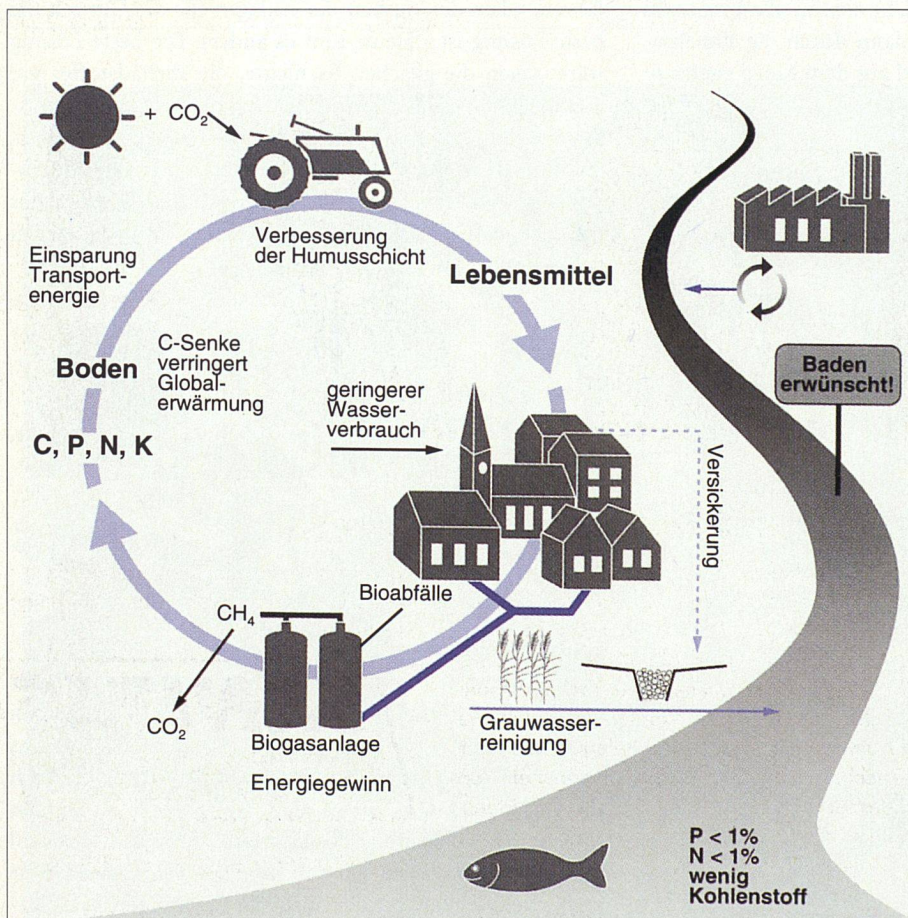 + CO₂
Verbesserung
der Humusschicht
Einsparung
Transport-
energie
Lebensmittel
Boden
C-Senke
verringert
Global-
erwärmung
C, P, N, K
geringerer
Wasser-
verbrauch
Baden
erwünscht!
Versickerung
Bioabfälle
CH₄
CO₂
Biogasanlage
Energiegewinn
Grauwasser-
reinigung
P < 1%
N < 1%
wenig
Kohlenstoff